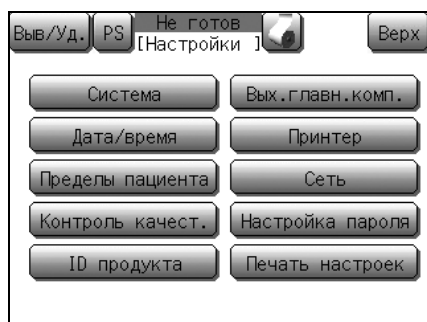 Выв/Уд. PS Не готов Верх
[Настройки ]
Система Вых.главн.комп.
Дата/время Принтер
Пределы пациента Сеть
Контроль качест. Настройка пароля
ID продукта Печать настроек